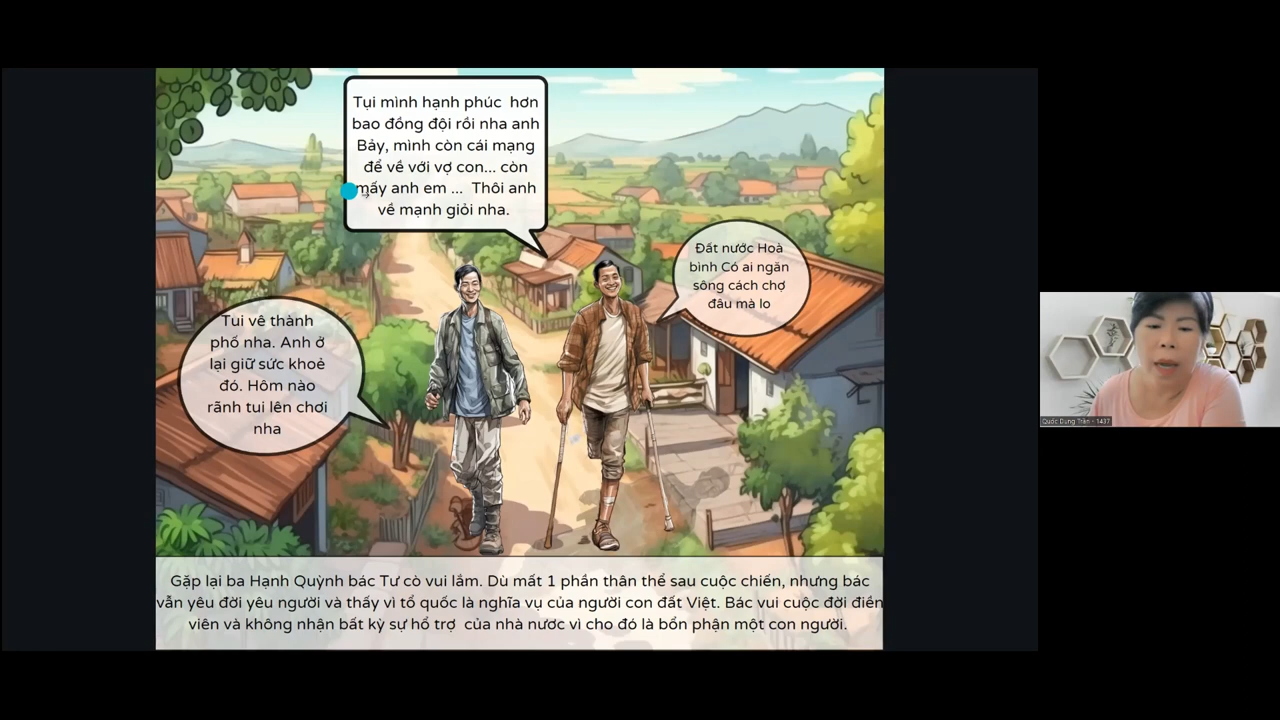 Tụi mình hạnh phúc hơn
bao đồng đội rồi nha anh
Bảy, mình còn cái mạng
để về với vợ con... còn
mấy anh em ... Thôi anh
về mạnh giỏi nha.
Đất nước Hoà
bình Có ai ngăn
sông cách chợ
đâu mà lo
Tui vê thành
phố nha. Anh ở
lại giữ sức khoẻ
đó. Hôm nào
rãnh tui lên chơi
nha
Gặp lại ba Hạnh Quỳnh bác Tư cò vui lắm. Dù mất 1 phần thân thể sau cuộc chiến, nhưng bác
vẫn yêu đời yêu người và thấy vì tổ quốc là nghĩa vụ của người con đất Việt. Bác vui cuộc đời điền
viên và không nhận bất kỳ sự hổ trợ của nhà nươc vì cho đó là bổn phận một con người.
Quốc Dung Trần - 1437